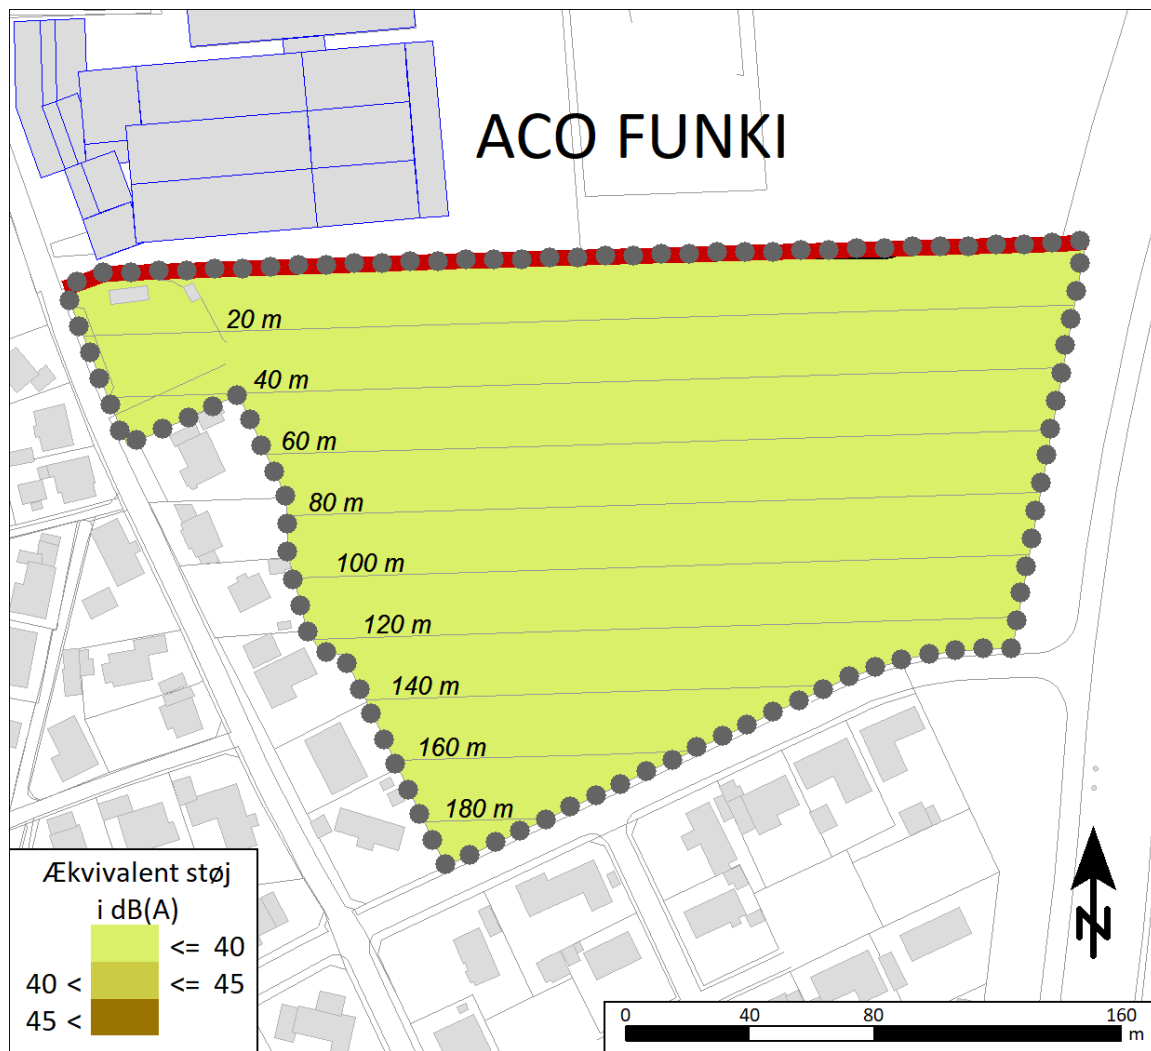 ACO FUNKI
20 m
40 m
60 m
80 m
100 m
120 m
140 m
160 m
180 m
Ækvivalent støj
i dB(A)
<= 40
40 < <= 45
45 <
N
0 40 80 160
m